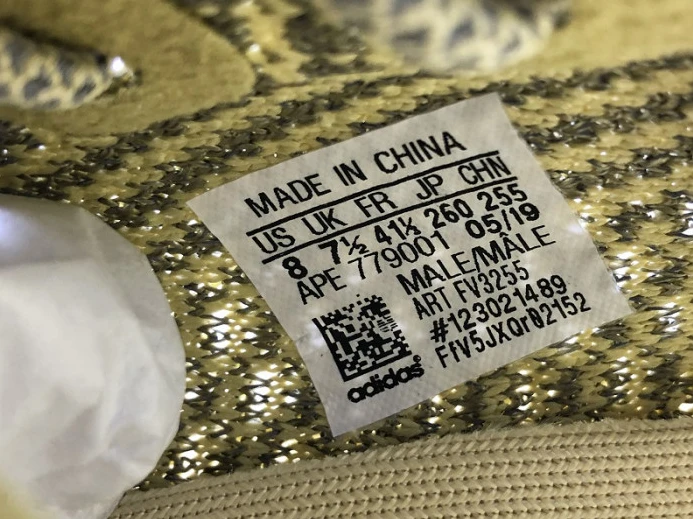 MADE IN CHINA
US UK FR JP CHN
8 7½ 41⅓ 260 255
APE 779001 05/19
MALE/MÂLE
ART FV3255
#123021489
FfV5JXQr02152
adidas